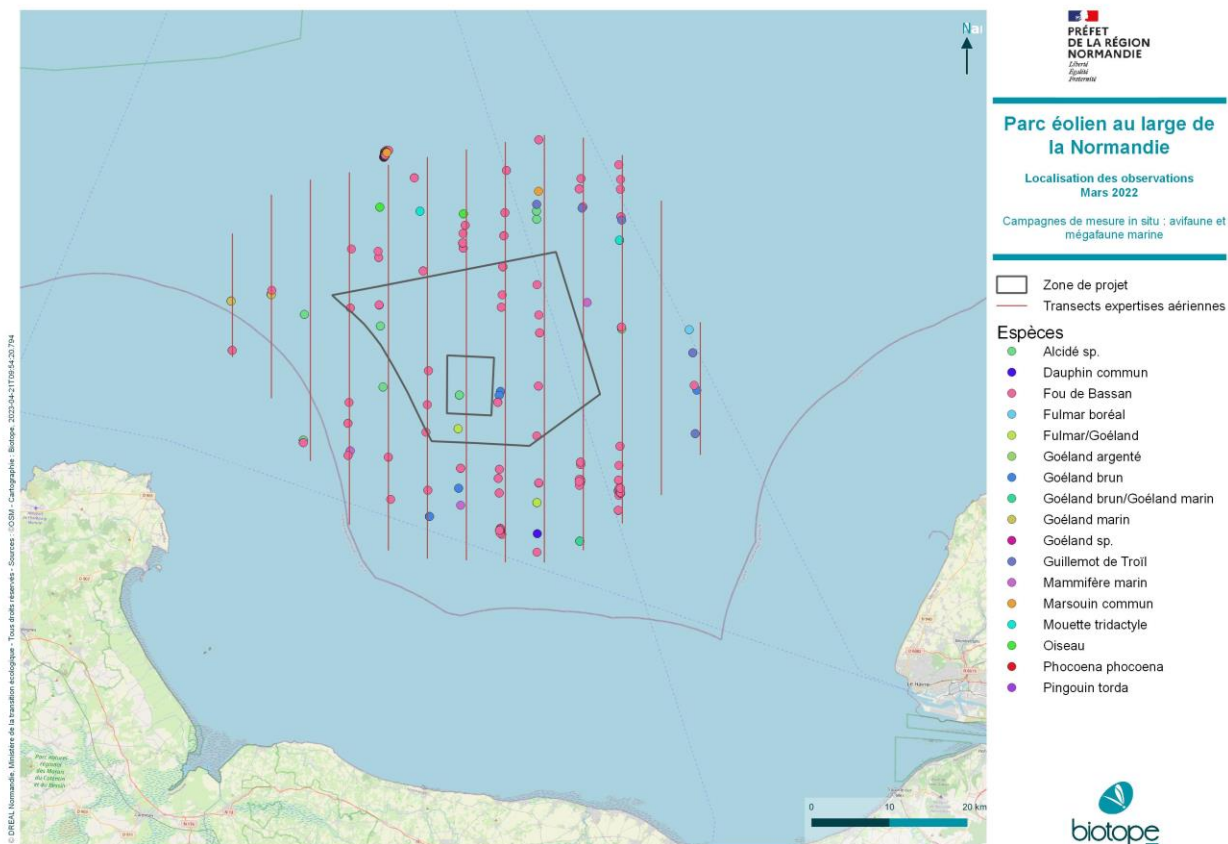 Na
PRÉFET
DE LA RÉGION
NORMANDIE
Liberté
Égalité
Fraternité
Parc éolien au large de
la Normandie
Localisation des observations
Mars 2022
Campagnes de mesure in situ : avifaune et
mégafaune marine
Zone de projet
Transects expertises aériennes
Espèces
Alcidé sp.
Dauphin commun
Fou de Bassan
Fulmar boréal
Fulmar/Goéland
Goéland argenté
Goéland brun
Goéland brun/Goéland marin
Goéland marin
Goéland sp.
Guillemot de Troïl
Mammifère marin
Marsouin commun
Mouette tridactyle
Oiseau
Phocoena phocoena
Pingouin torda
biotope
0 10 20 km
© DREAL Normandie, Ministère de la transition écologique - Tous droits réservés - Sources : ©OSM - Cartographie : Biotope, 2023-04-21T09:54:20.794